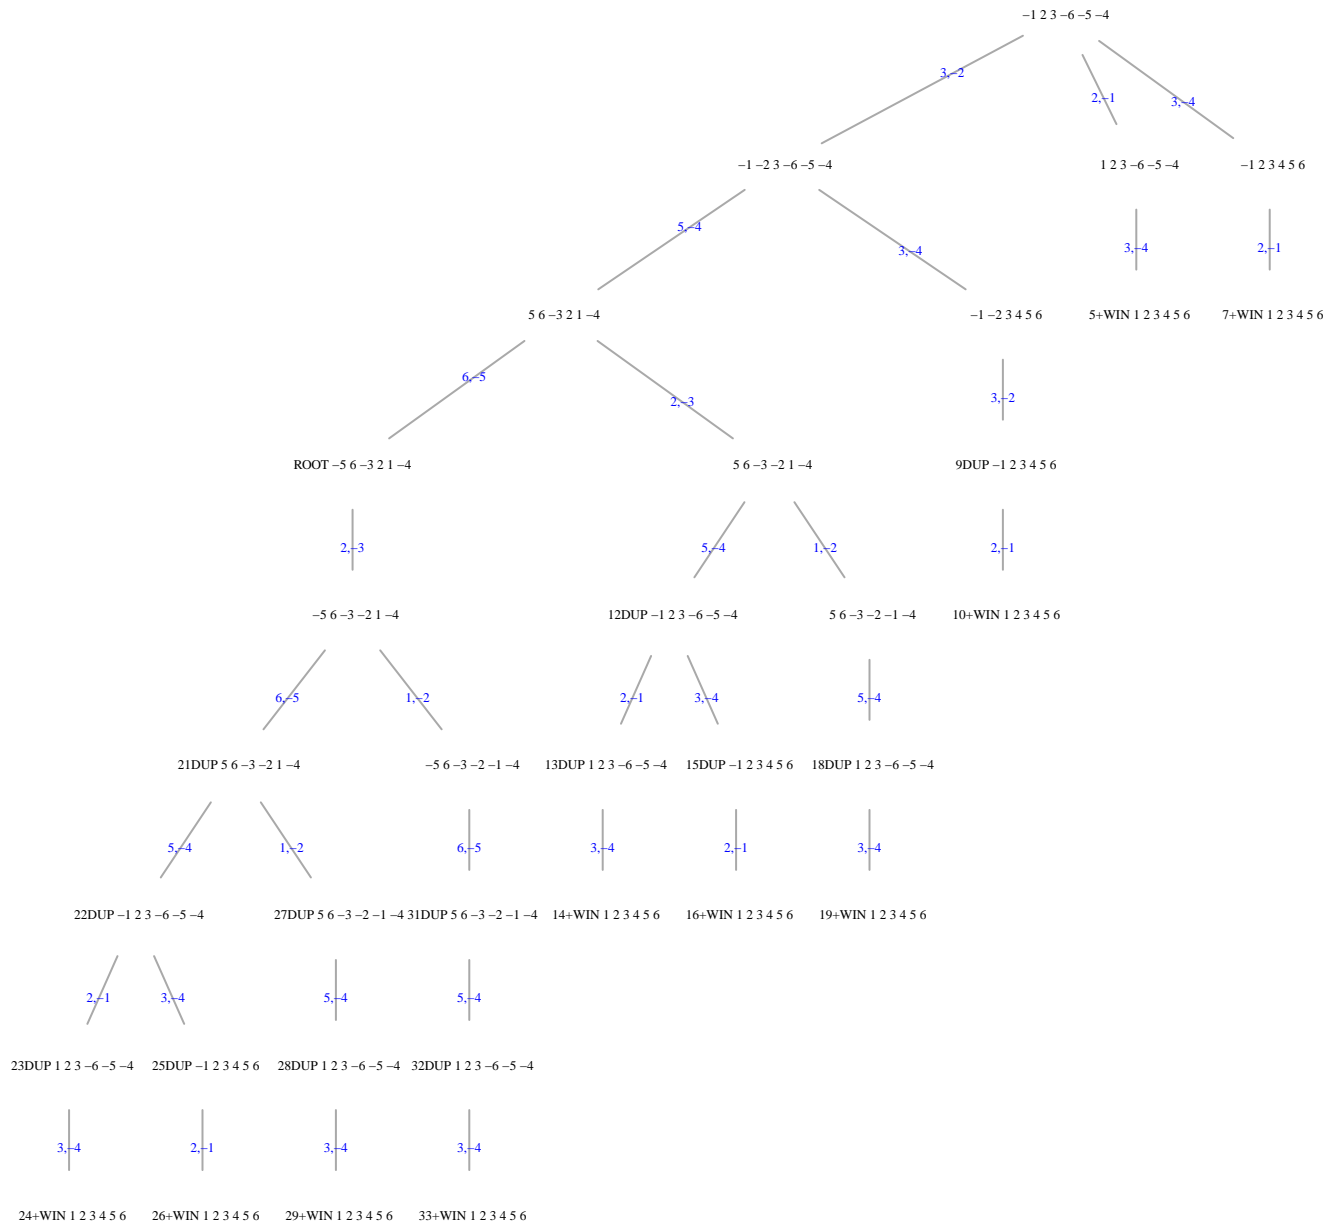 −1 2 3 −6 −5 −4
3,−2
2,−1
3,−4
−1 −2 3 −6 −5 −4
1 2 3 −6 −5 −4
−1 2 3 4 5 6
5,−4
3,−4
3,−4
2,−1
5 6 −3 2 1 −4
−1 −2 3 4 5 6
5+WIN 1 2 3 4 5 6
7+WIN 1 2 3 4 5 6
6,−5
2,−3
3,−2
ROOT −5 6 −3 2 1 −4
5 6 −3 −2 1 −4
9DUP −1 2 3 4 5 6
2,−3
5,−4
1,−2
2,−1
−5 6 −3 −2 1 −4
12DUP −1 2 3 −6 −5 −4
5 6 −3 −2 −1 −4
10+WIN 1 2 3 4 5 6
6,−5
1,−2
2,−1
3,−4
5,−4
21DUP 5 6 −3 −2 1 −4
−5 6 −3 −2 −1 −4
13DUP 1 2 3 −6 −5 −4
15DUP −1 2 3 4 5 6
18DUP 1 2 3 −6 −5 −4
5,−4
1,−2
6,−5
3,−4
2,−1
3,−4
22DUP −1 2 3 −6 −5 −4
27DUP 5 6 −3 −2 −1 −4
31DUP 5 6 −3 −2 −1 −4
14+WIN 1 2 3 4 5 6
16+WIN 1 2 3 4 5 6
19+WIN 1 2 3 4 5 6
2,−1
3,−4
5,−4
5,−4
23DUP 1 2 3 −6 −5 −4
25DUP −1 2 3 4 5 6
28DUP 1 2 3 −6 −5 −4
32DUP 1 2 3 −6 −5 −4
3,−4
2,−1
3,−4
3,−4
24+WIN 1 2 3 4 5 6
26+WIN 1 2 3 4 5 6
29+WIN 1 2 3 4 5 6
33+WIN 1 2 3 4 5 6